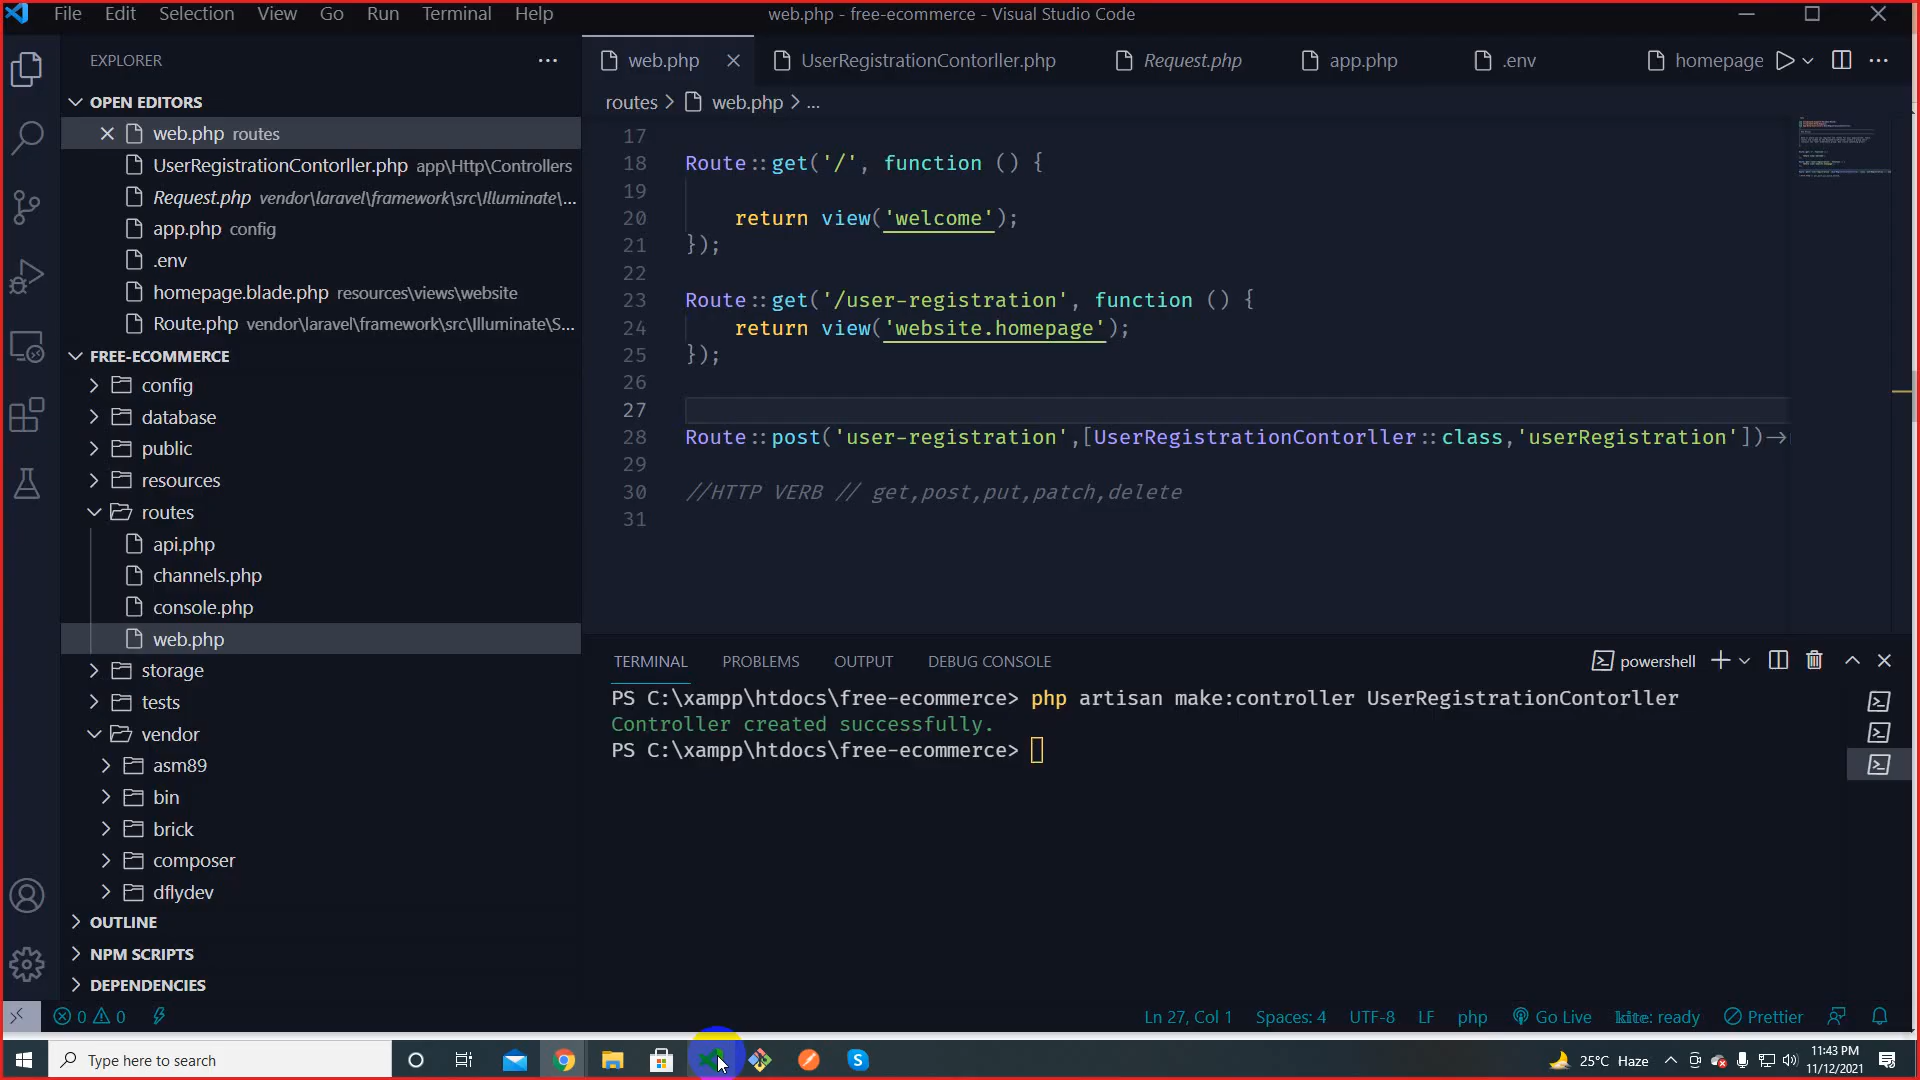 File Edit Selection View Go Run Terminal Help
web.php - free-ecommerce - Visual Studio Code
EXPLORER
OPEN EDITORS
web.php routes
UserRegistrationContorller.php app\Http\Controllers
Request.php vendor\laravel\framework\src\Illuminate\...
app.php config
.env
homepage.blade.php resources\views\website
Route.php vendor\laravel\framework\src\Illuminate\S...
FREE-ECOMMERCE
config
database
public
resources
routes
api.php
channels.php
console.php
web.php
storage
tests
vendor
asm89
bin
brick
composer
dflydev
OUTLINE
NPM SCRIPTS
DEPENDENCIES
web.php UserRegistrationContorller.php Request.php app.php .env homepage
routes > web.php > ...
17
18 Route::get('/', function () {
19
20 return view('welcome');
21 });
22
23 Route::get('/user-registration', function () {
24 return view('website.homepage');
25 });
26
27
28 Route::post('user-registration',[UserRegistrationContorller::class,'userRegistration'])->
29
30 //HTTP VERB // get,post,put,patch,delete
31
TERMINAL PROBLEMS OUTPUT DEBUG CONSOLE
powershell
PS C:\xampp\htdocs\free-ecommerce> php artisan make:controller UserRegistrationContorller
Controller created successfully.
PS C:\xampp\htdocs\free-ecommerce>
0 0
Ln 27, Col 1 Spaces: 4 UTF-8 LF php Go Live kite: ready Prettier
Type here to search
25°C Haze
11:43 PM
11/12/2021